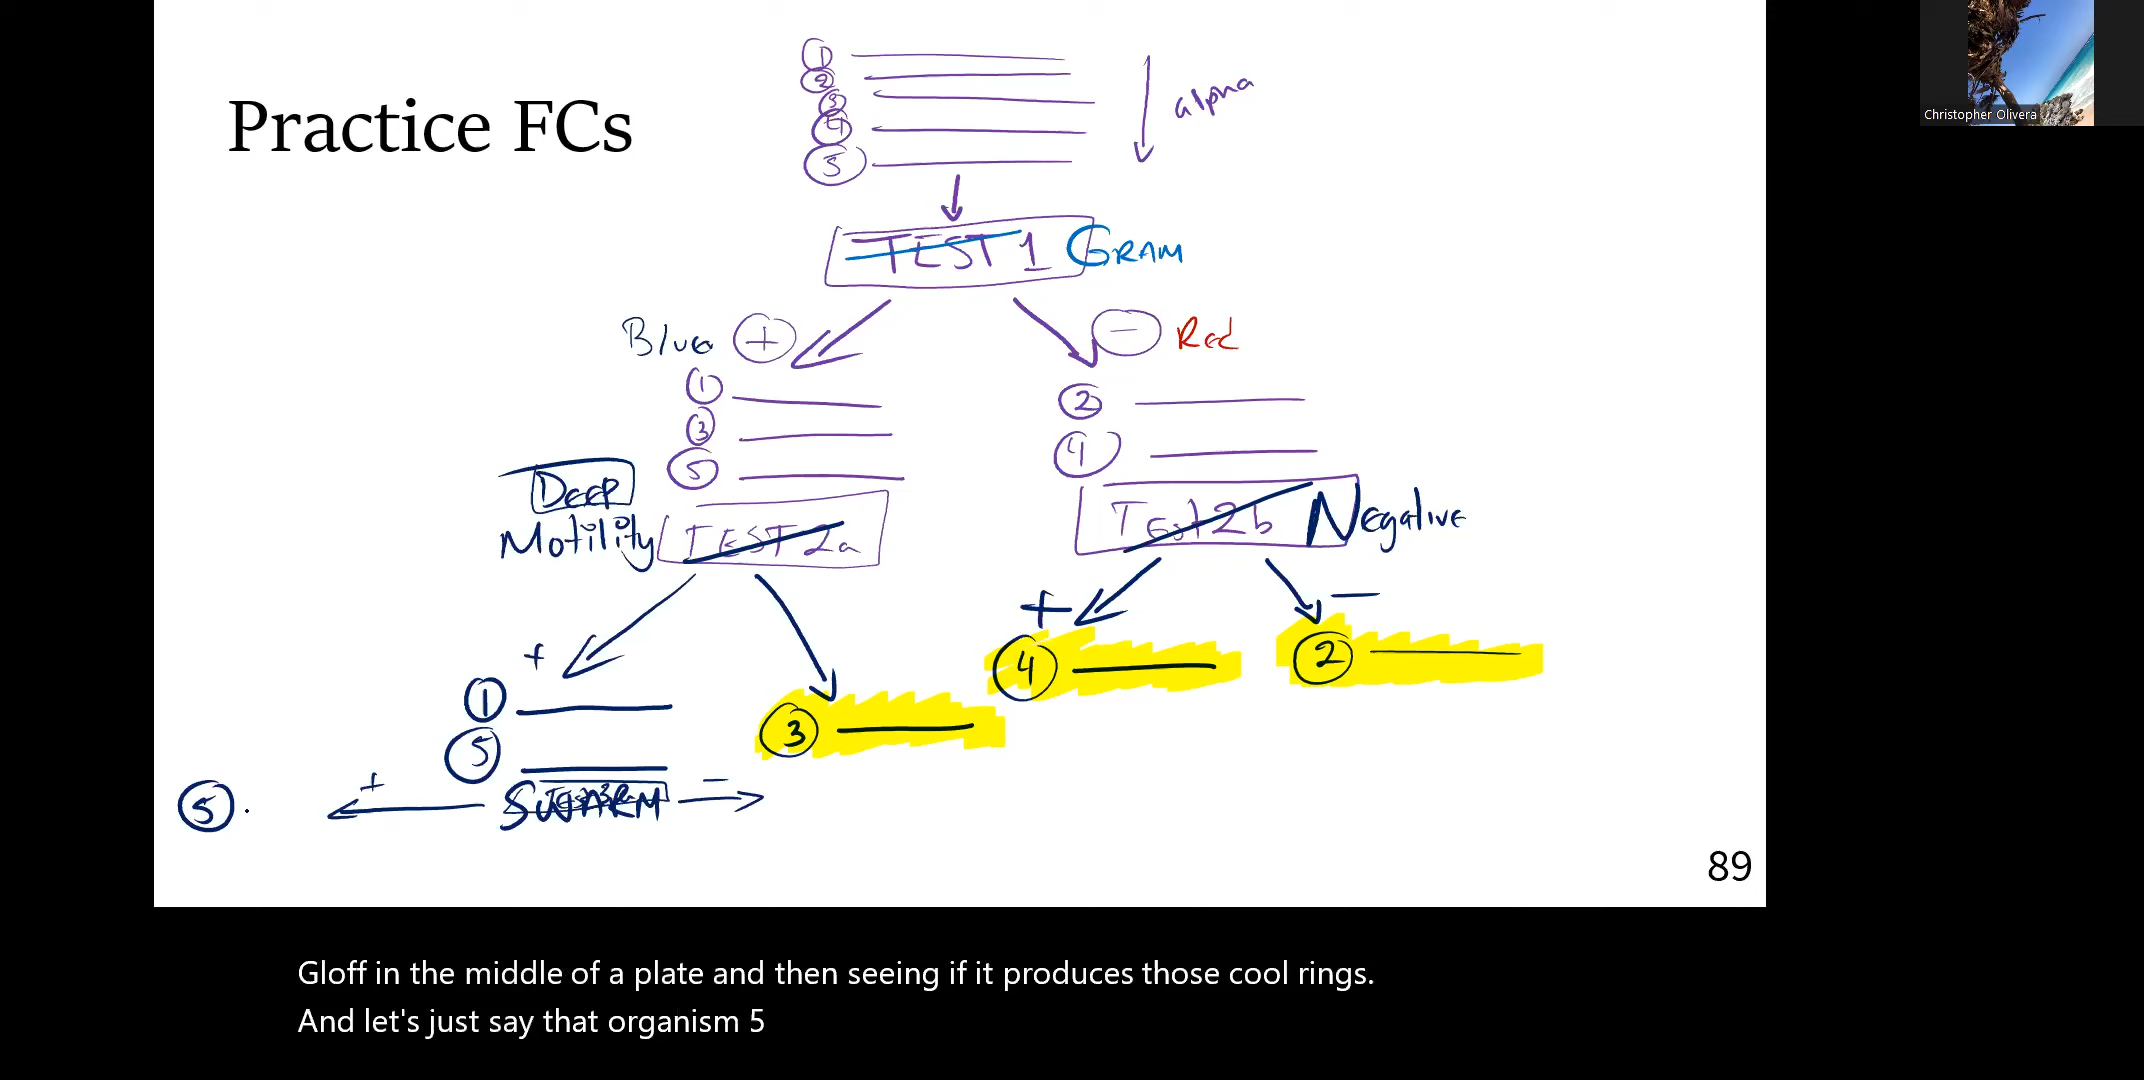 Practice FCs
Christopher Olivera
1
2
3
4
5
alpha
TEST 1 GRAM
Blue +
- Red
1
3
5
2
4
DEEP
Motility TEST 2a
Test 2b Negative
+
1
5
3
+
4
-
2
5.
+
SWARM
-
89
Gloff in the middle of a plate and then seeing if it produces those cool rings.
And let's just say that organism 5